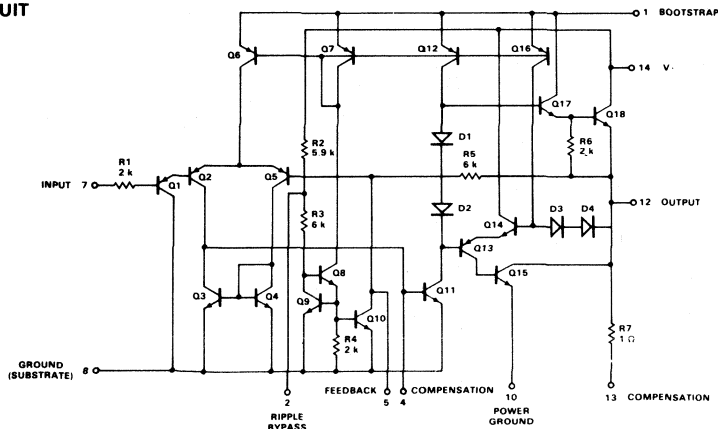 UIT
1 BOOTSTRAP
Q6
Q7
Q12
Q16
14 V-
Q17
Q18
D1
R2
5.9 k
R6
2 k
R5
6 k
R1
2 k
INPUT 7
Q1
Q2
Q5
12 OUTPUT
D2
R3
6 k
Q14
D3
D4
Q13
Q8
Q15
Q3
Q4
Q9
Q11
Q10
R7
1 Ω
R4
2 k
GROUND
(SUBSTRATE) 8
FEEDBACK
5
4
COMPENSATION
2
RIPPLE
BYPASS
10
POWER
GROUND
13 COMPENSATION